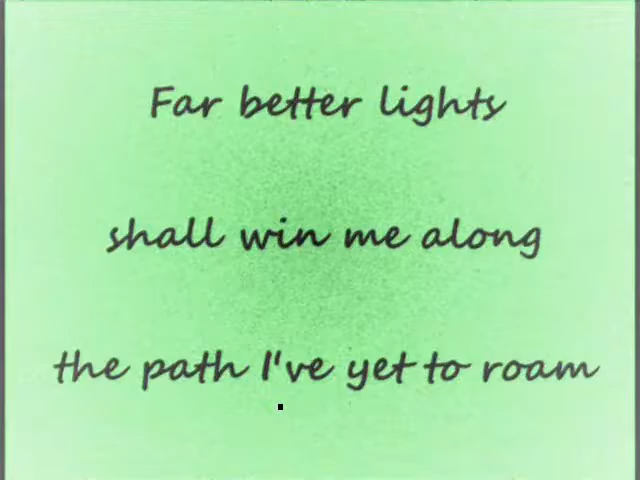 Far better lights
shall win me along
the path I've yet to roam